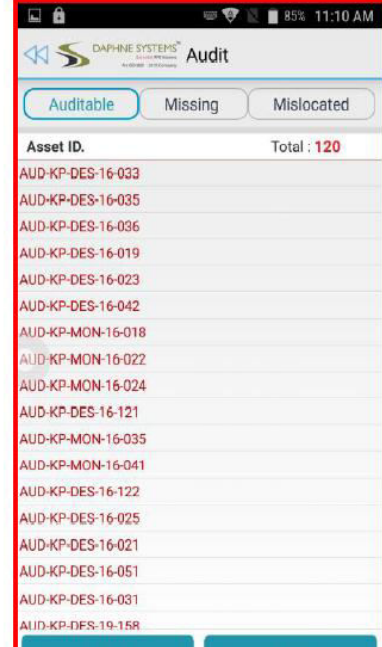 85% 11:10 AM
DAPHNE SYSTEMS™ Audit
Auditable Missing Mislocated
Asset ID. Total : 120
AUD-KP-DES-16-033
AUD-KP-DES-16-035
AUD-KP-DES-16-036
AUD-KP-DES-16-019
AUD-KP-DES-16-023
AUD-KP-DES-16-042
AUD-KP-MON-16-018
AUD-KP-MON-16-022
AUD-KP-MON-16-024
AUD-KP-DES-16-121
AUD-KP-MON-16-035
AUD-KP-MON-16-041
AUD-KP-DES-16-122
AUD-KP-DES-16-025
AUD-KP-DES-16-021
AUD-KP-DES-16-051
AUD-KP-DES-16-031
AUD-KP-DES-19-158